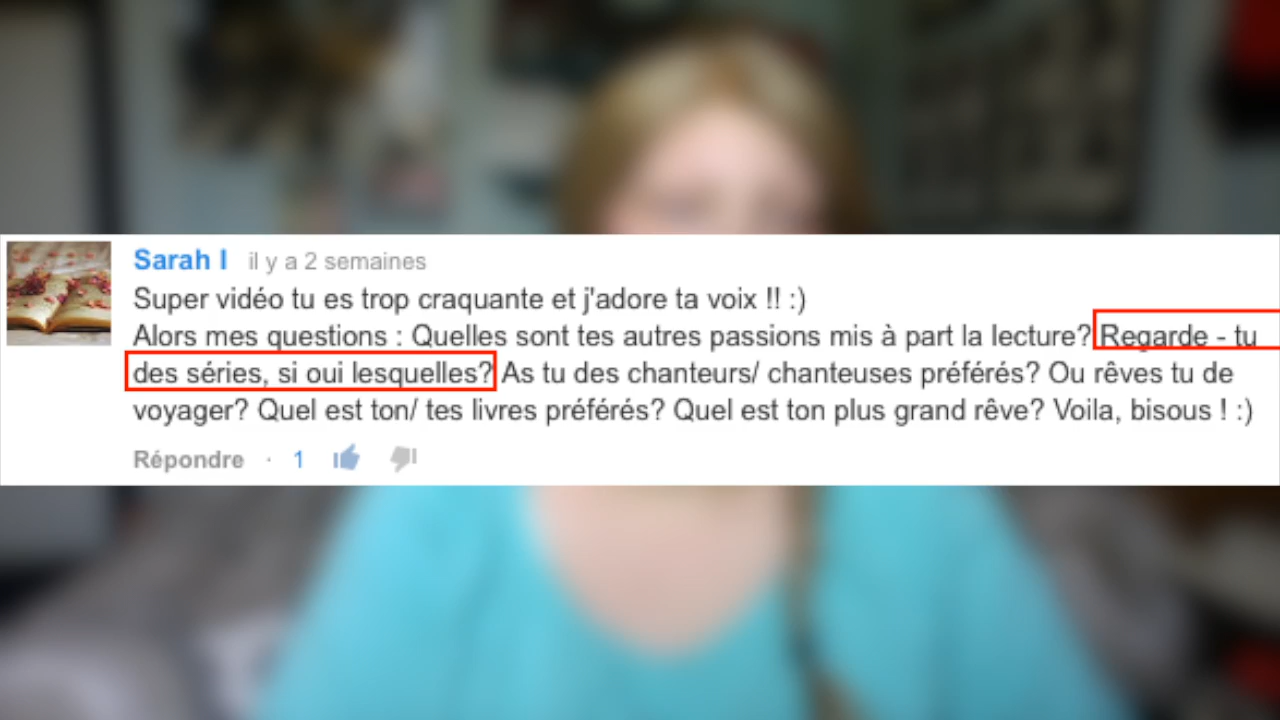 Sarah I il y a 2 semaines
Super vidéo tu es trop craquante et j'adore ta voix !! :)
Alors mes questions : Quelles sont tes autres passions mis à part la lecture? Regarde - tu
des séries, si oui lesquelles? As tu des chanteurs/ chanteuses préférés? Ou rêves tu de
voyager? Quel est ton/ tes livres préférés? Quel est ton plus grand rêve? Voila, bisous ! :)
Répondre · 1